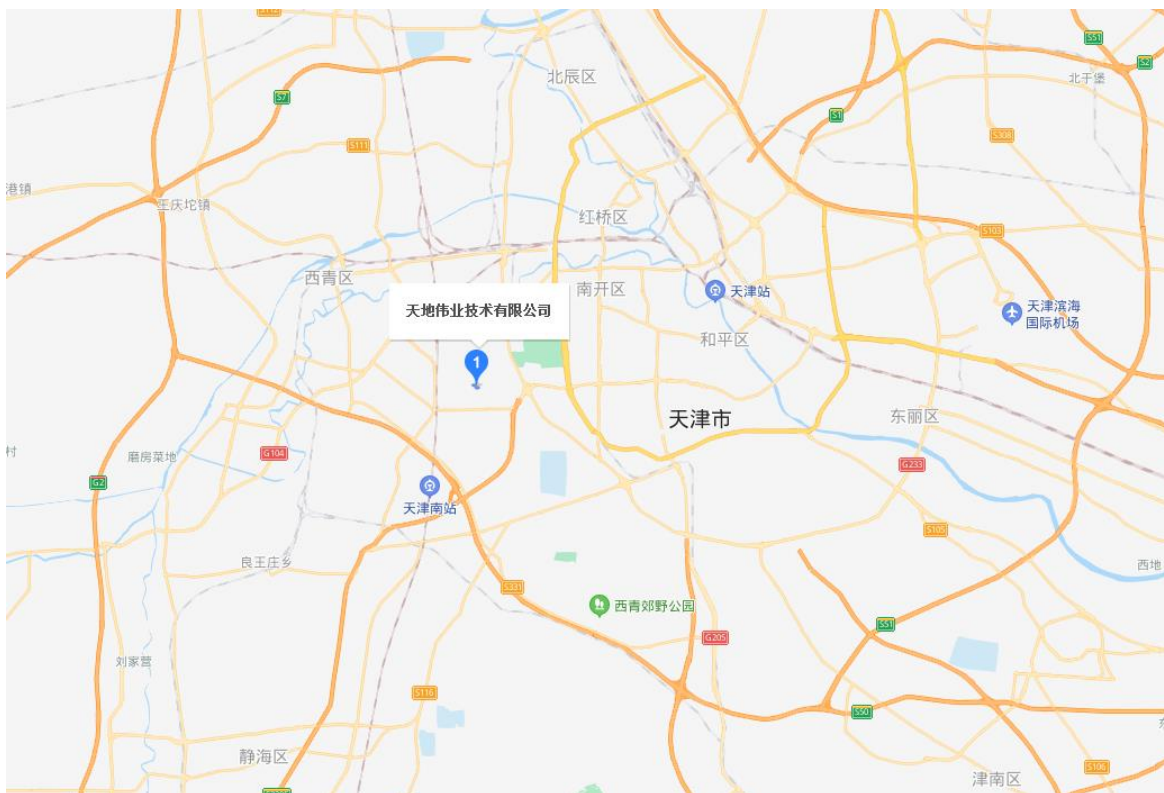 S51
S2
北辰区
北于堡
S7
S1
S308
S111
港镇
王庆坨镇
红桥区
S103
西青区
南开区
天津站
天津滨海
国际机场
天地伟业技术有限公司
和平区
1
天津市
东丽区
村
磨房菜地
G104
G233
G2
天津南站
S105
良王庄乡
西地
S331
西青郊野公园
G205
S51
刘家营
S116
S50
静海区
S106
津南区